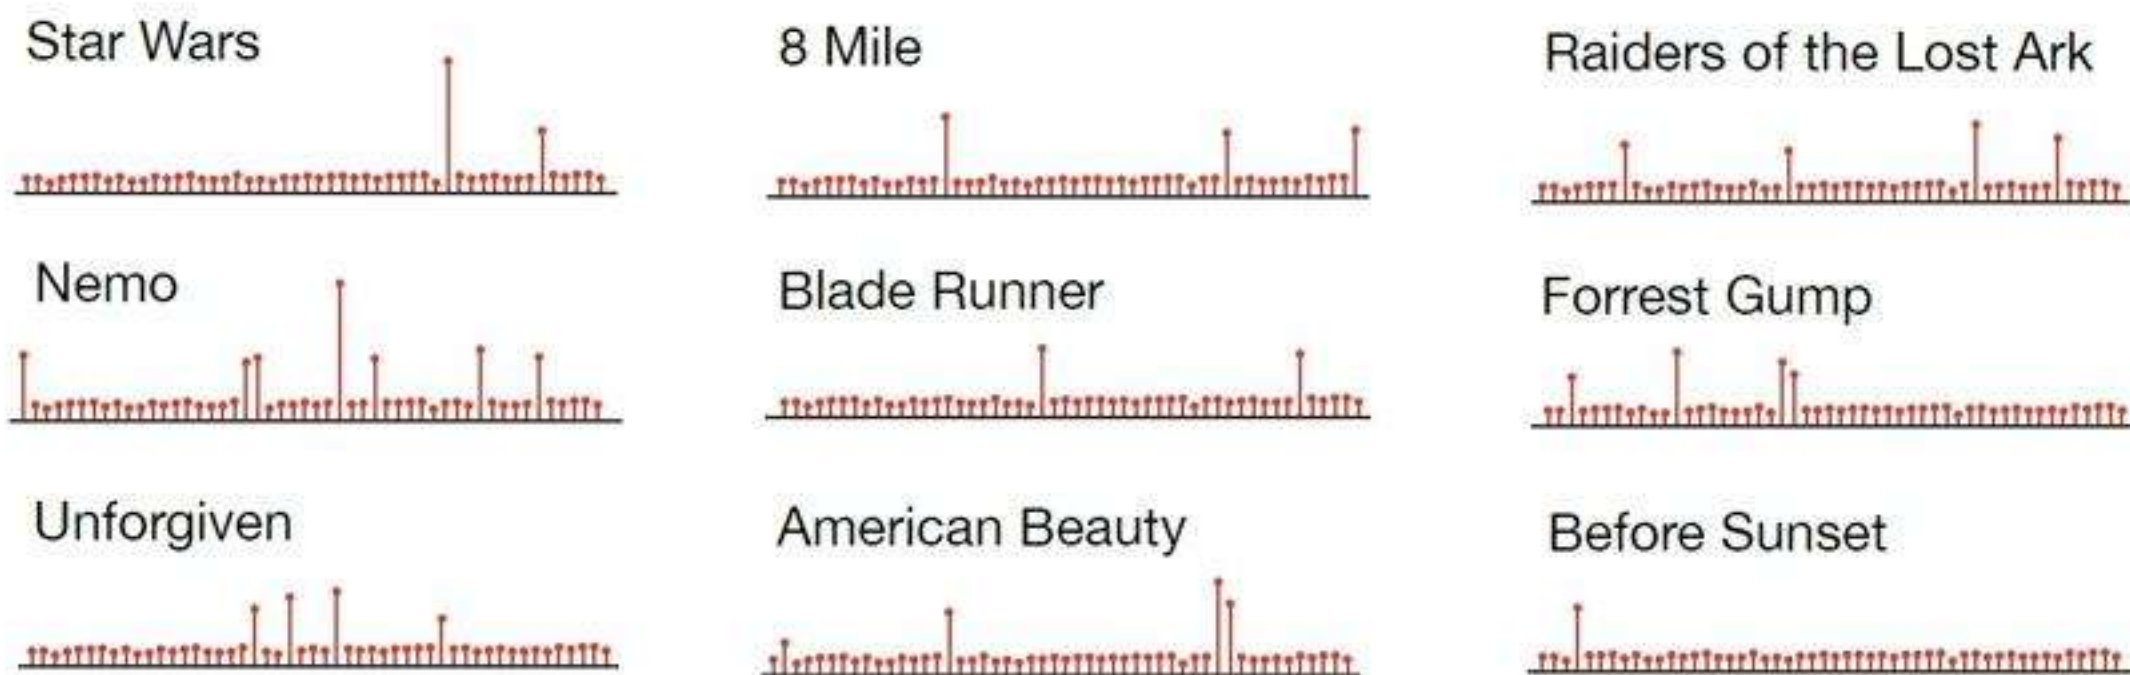 Star Wars
8 Mile
Raiders of the Lost Ark
Nemo
Blade Runner
Forrest Gump
Unforgiven
American Beauty
Before Sunset